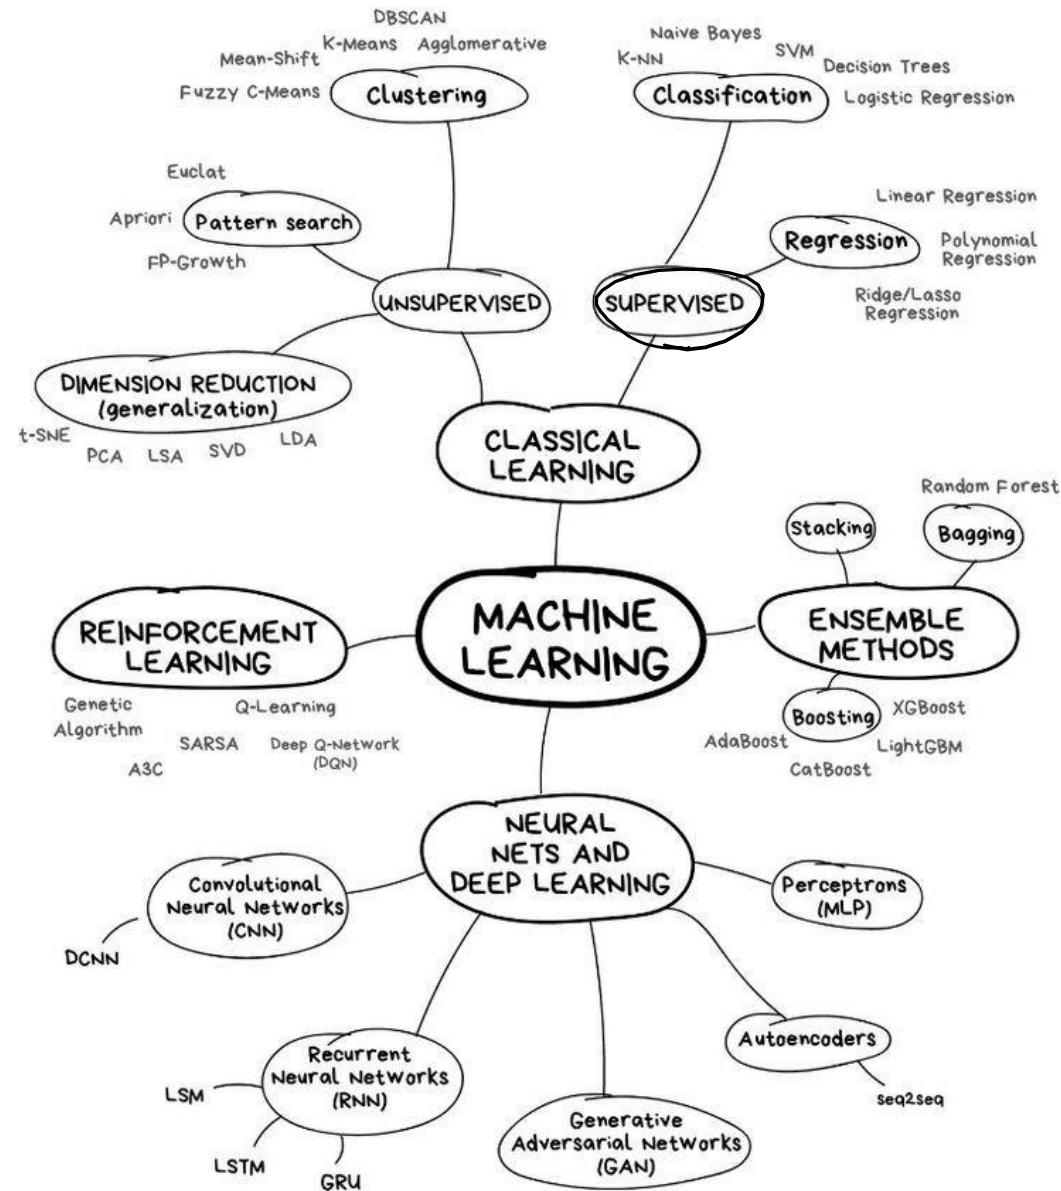 DBSCAN
K-Means
Agglomerative
Mean-Shift
Fuzzy C-Means
Clustering
Naive Bayes
K-NN
SVM
Decision Trees
Classification
Logistic Regression
Euclat
Apriori
Pattern search
FP-Growth
Linear Regression
Regression
Polynomial
Regression
Ridge/Lasso
Regression
UNSUPERVISED
SUPERVISED
DIMENSION REDUCTION
(generalization)
t-SNE
PCA
LSA
SVD
LDA
CLASSICAL
LEARNING
Random Forest
Stacking
Bagging
MACHINE
LEARNING
REINFORCEMENT
LEARNING
ENSEMBLE
METHODS
Genetic
Algorithm
Q-Learning
SARSA
Deep Q-Network
(DQN)
A3C
Boosting
XGBoost
AdaBoost
LightGBM
CatBoost
NEURAL
NETS AND
DEEP LEARNING
Convolutional
Neural Networks
(CNN)
DCNN
Perceptrons
(MLP)
Autoencoders
seq2seq
Recurrent
Neural Networks
(RNN)
LSM
LSTM
GRU
Generative
Adversarial Networks
(GAN)